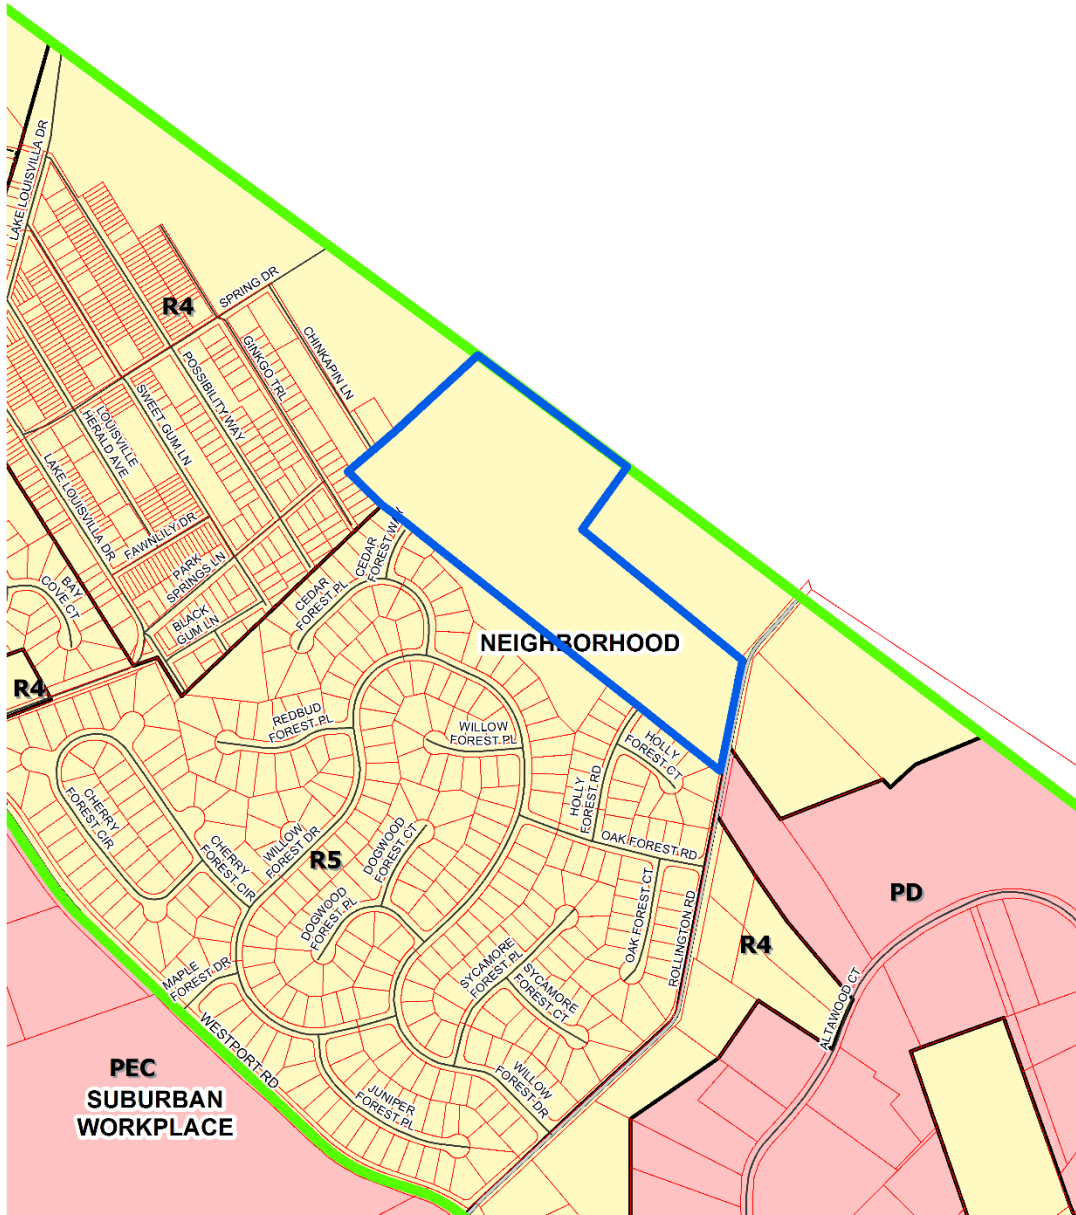 LAKE LOUISVILLA DR
R4
SPRING DR
CHINKAPIN LN
GINKGO TRL
POSSIBILITY WAY
SWEET GUM LN
LOUISVILLE
HERALD AVE
LAKE LOUISVILLA DR
FAWNLILY DR
PARK
SPRINGS LN
BLACK
GUM LN
BAY
COVE CT
CEDAR
FOREST WAY
CEDAR
FOREST PL
NEIGHBORHOOD
R4
REDBUD
FOREST PL
WILLOW
FOREST PL
HOLLY
FOREST CT
HOLLY
FOREST RD
CHERRY
FOREST CIR
CHERRY
FOREST CIR
WILLOW
FOREST DR
DOGWOOD
FOREST CT
OAK FOREST RD
R5
DOGWOOD
FOREST PL
OAK FOREST CT
ROLLINGTON RD
PD
R4
SYCAMORE
FOREST PL
SYCAMORE
FOREST CT
MAPLE
FOREST DR
ALTAWOOD CT
WESTPORT RD
PEC
SUBURBAN
WORKPLACE
JUNIPER
FOREST PL
WILLOW
FOREST DR